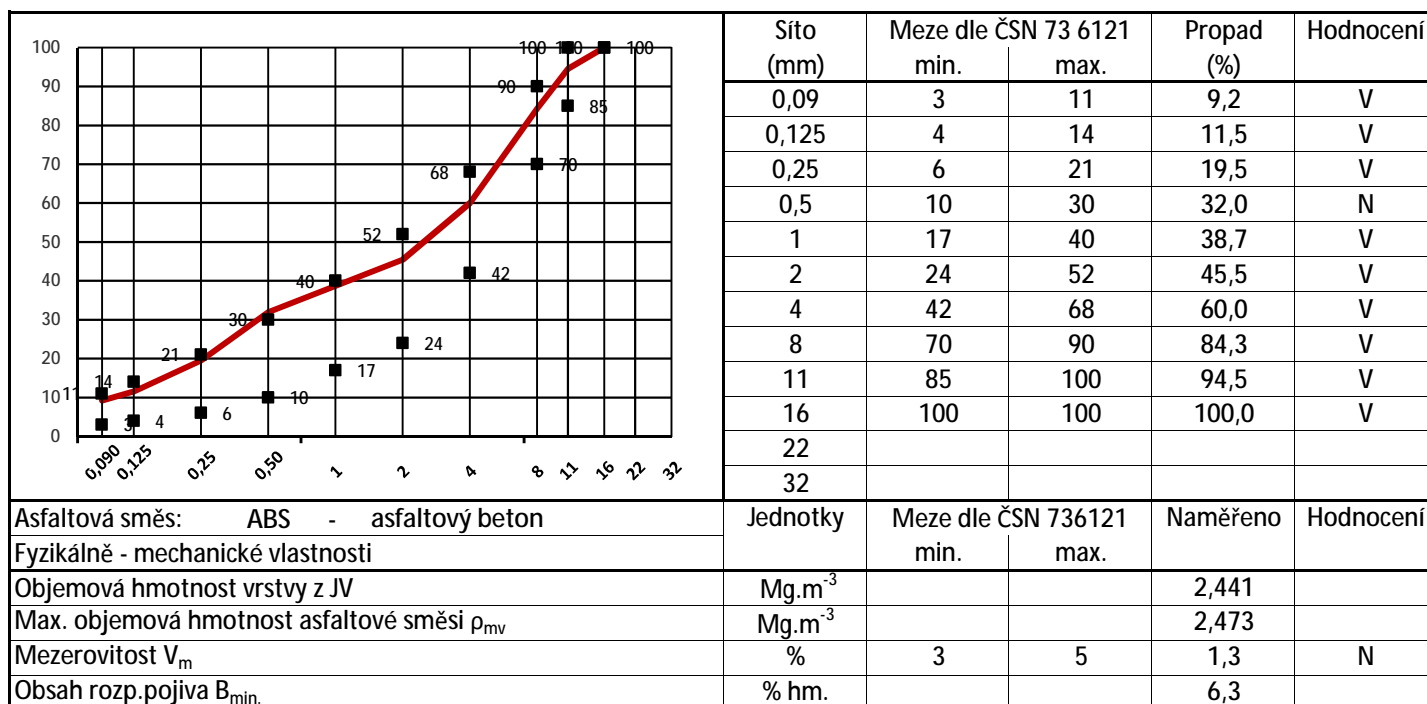 100
90
80
70
60
50
40
30
20
10
0
11 14 21 30 40 52 68 90 100 100 100
3 4 6 10 17 24 42 70 85
0,090 0,125 0,25 0,50 1 2 4 8 11 16 22 32
Síto Meze dle ČSN 73 6121 Propad Hodnocení
(mm) min. max. (%)
0,09 3 11 9,2 V
0,125 4 14 11,5 V
0,25 6 21 19,5 V
0,5 10 30 32,0 N
1 17 40 38,7 V
2 24 52 45,5 V
4 42 68 60,0 V
8 70 90 84,3 V
11 85 100 94,5 V
16 100 100 100,0 V
22
32
Asfaltová směs: ABS - asfaltový beton Jednotky Meze dle ČSN 736121 Naměřeno Hodnocení
Fyzikálně - mechanické vlastnosti min. max.
Objemová hmotnost vrstvy z JV Mg.m⁻³ 2,441
Max. objemová hmotnost asfaltové směsi ρmv Mg.m⁻³ 2,473
Mezerovitost Vm % 3 5 1,3 N
Obsah rozp.pojiva Bmin. % hm. 6,3